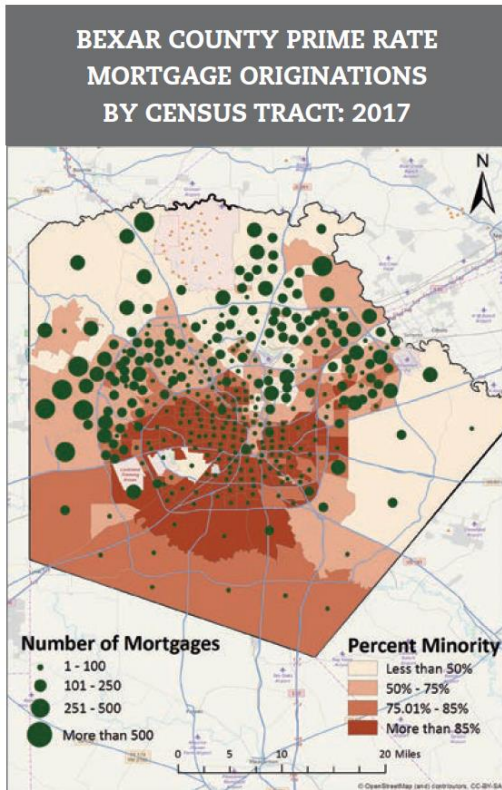 BEXAR COUNTY PRIME RATE
MORTGAGE ORIGINATIONS
BY CENSUS TRACT: 2017
N
Number of Mortgages
1 - 100
101 - 250
251 - 500
More than 500
Percent Minority
Less than 50%
50% - 75%
75.01% - 85%
More than 85%
0 5 10 20
Miles
© OpenStreetMap (and) contributors, CC-BY-SA